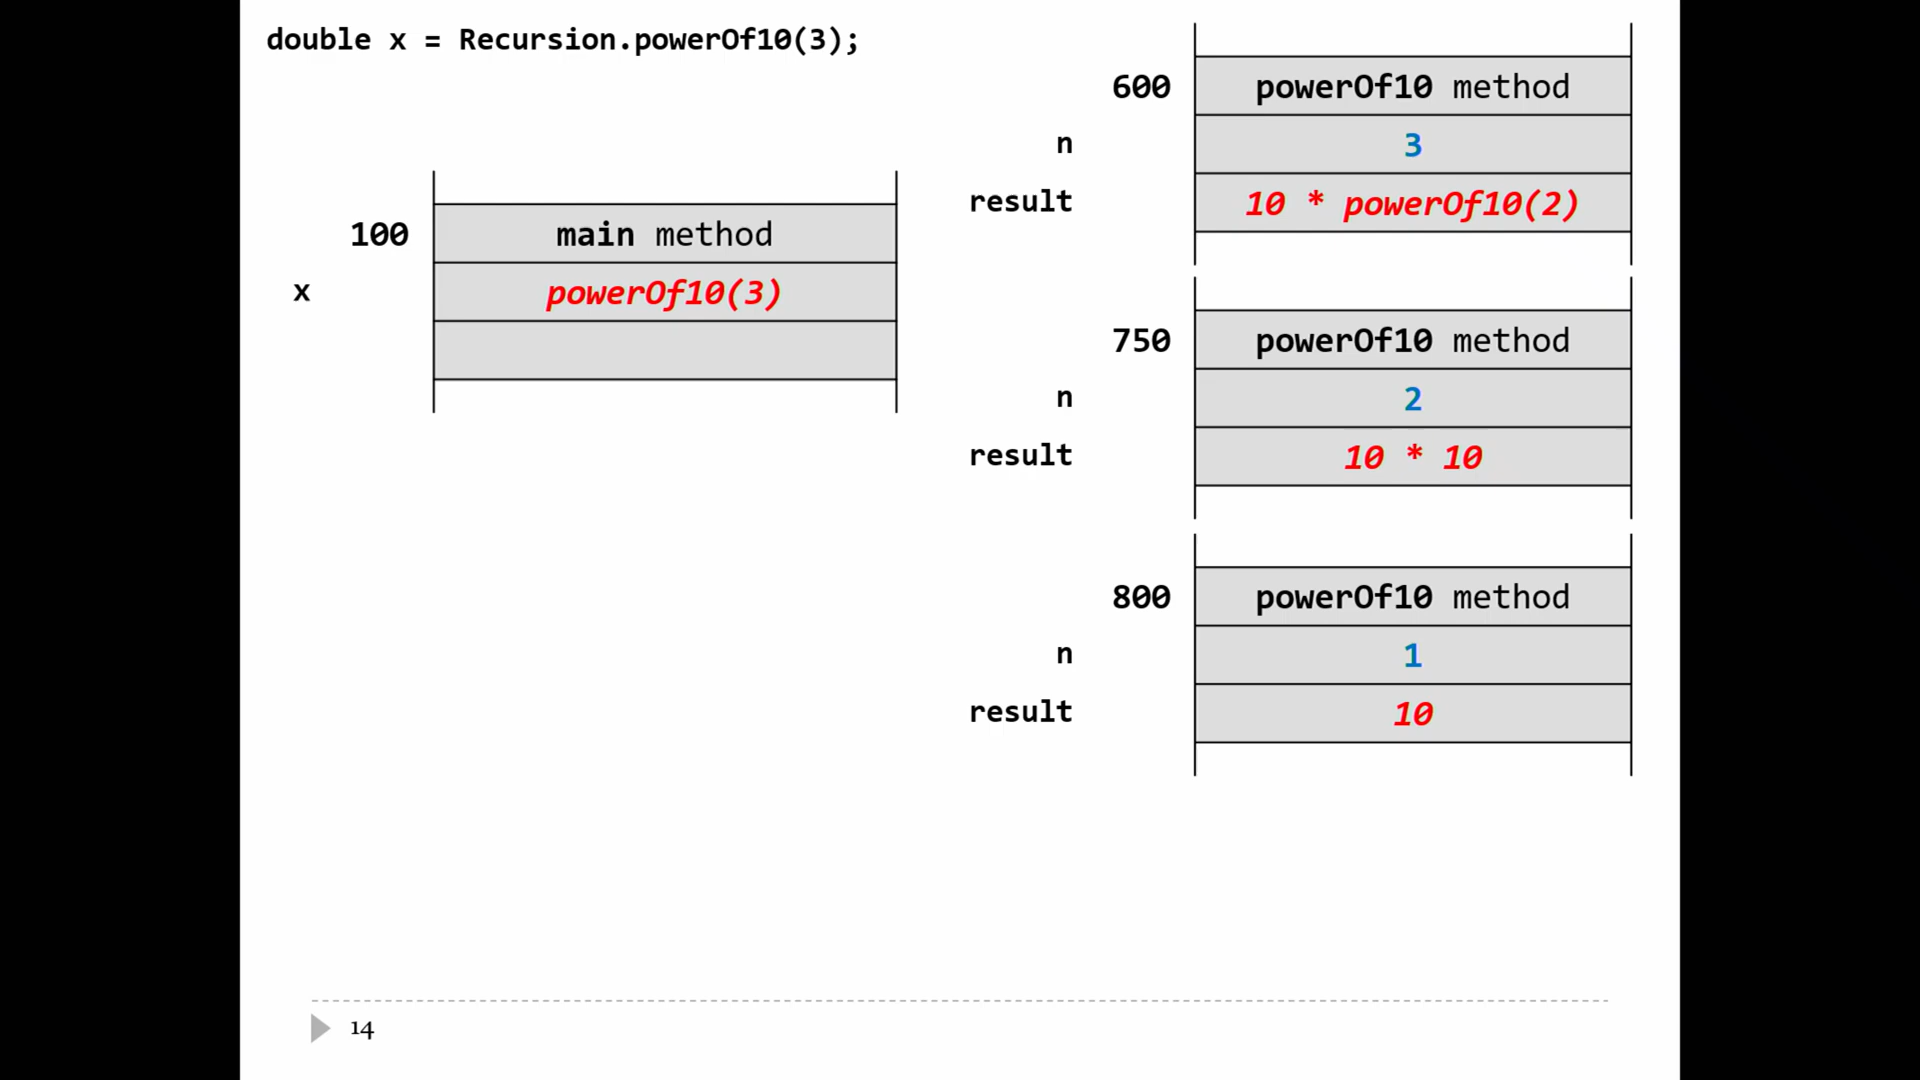 double x = Recursion.powerOf10(3);
100 main method
x powerOf10(3)
600 powerOf10 method
n 3
result 10 * powerOf10(2)
750 powerOf10 method
n 2
result 10 * 10
800 powerOf10 method
n 1
result 10
14